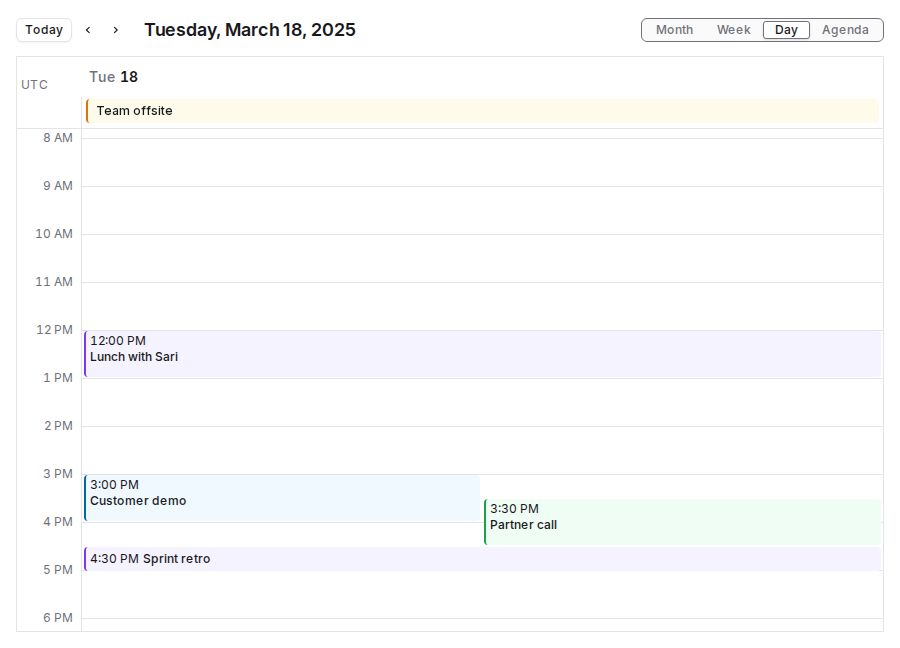 Today
Tuesday, March 18, 2025
Month Week Day Agenda
UTC
Tue 18
Team offsite
8 AM
9 AM
10 AM
11 AM
12 PM
12:00 PM
Lunch with Sari
1 PM
2 PM
3 PM
3:00 PM
Customer demo
3:30 PM
Partner call
4 PM
4:30 PM Sprint retro
5 PM
6 PM